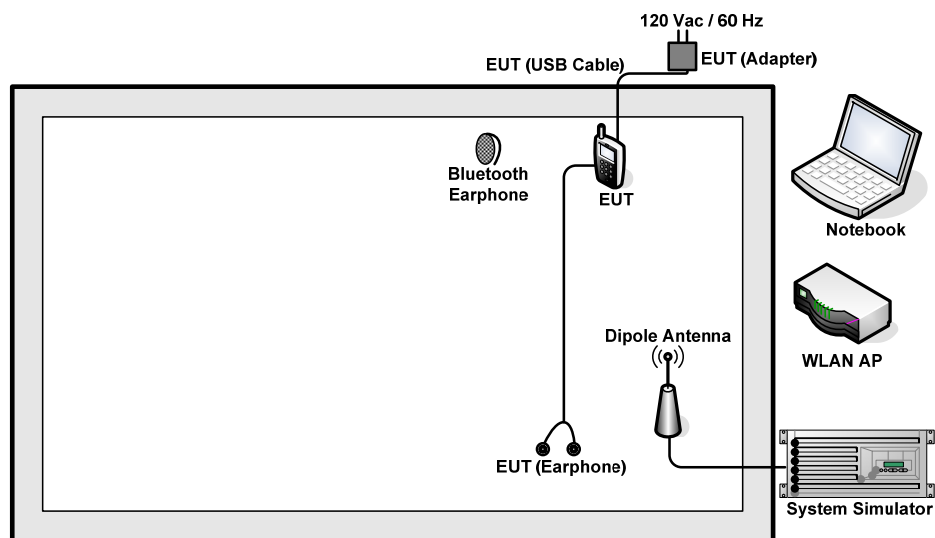 120 Vac / 60 Hz
EUT (USB Cable)
EUT (Adapter)
Bluetooth
Earphone
EUT
Notebook
WLAN AP
Dipole Antenna
EUT (Earphone)
System Simulator